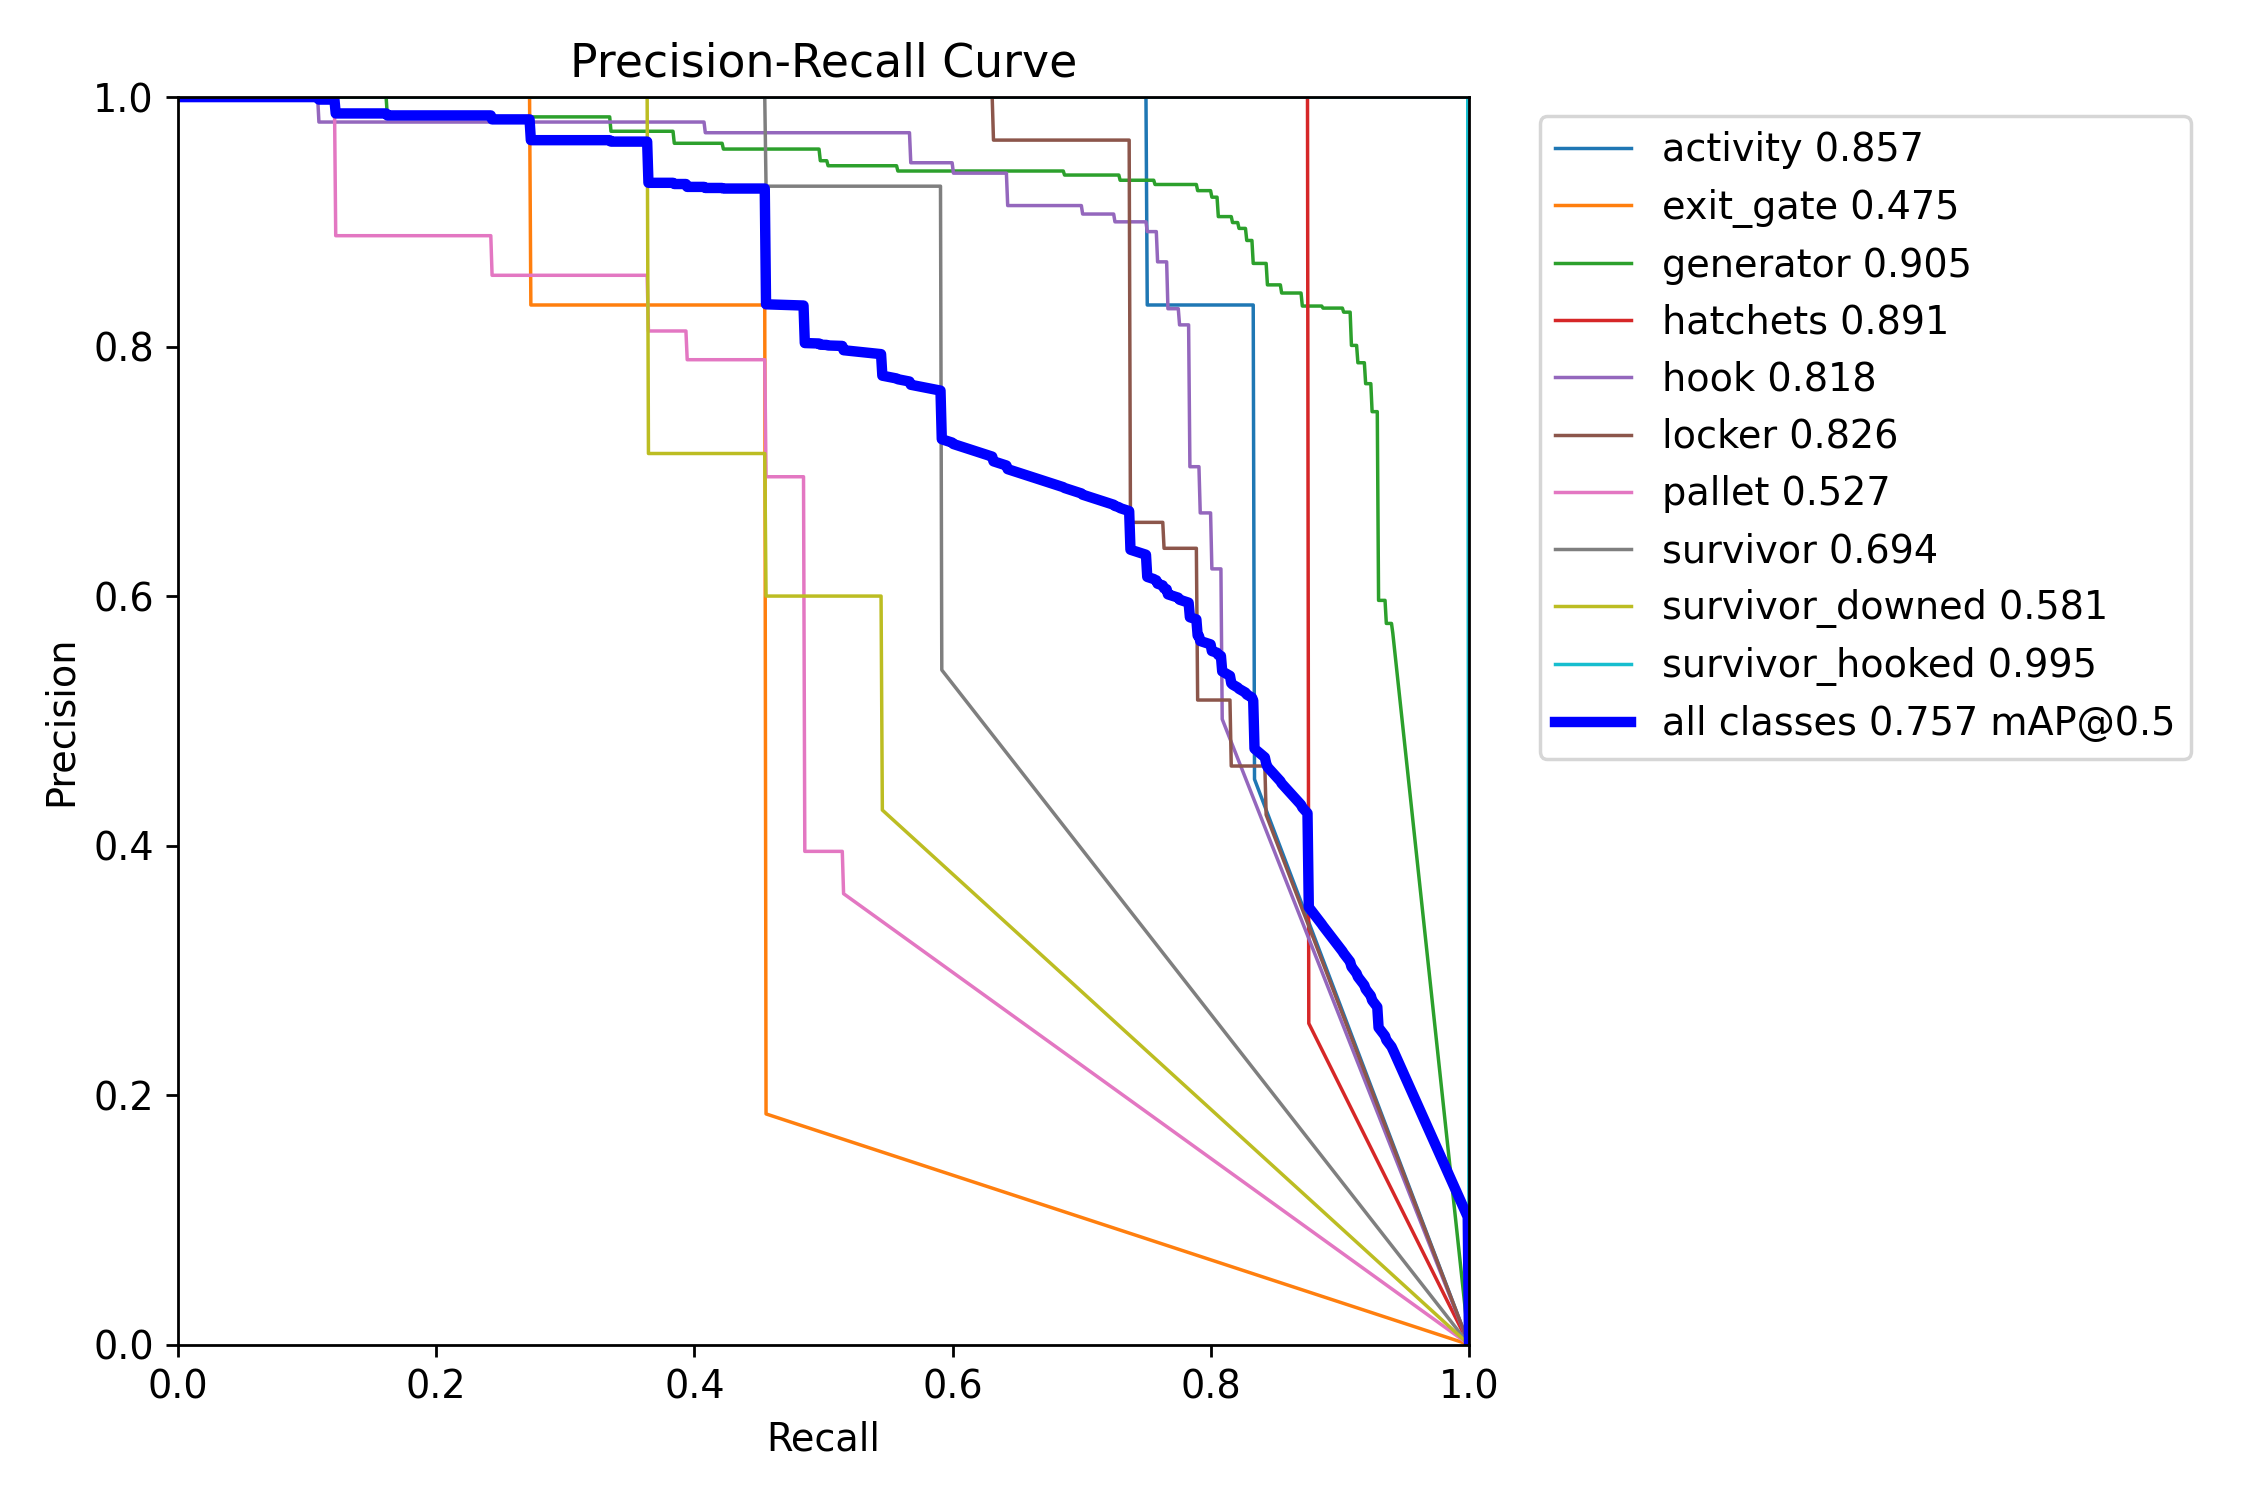 Precision-Recall Curve
1.0
0.8
0.6
0.4
0.2
0.0
Precision
0.0 0.2 0.4 0.6 0.8 1.0
Recall
activity 0.857
exit_gate 0.475
generator 0.905
hatchets 0.891
hook 0.818
locker 0.826
pallet 0.527
survivor 0.694
survivor_downed 0.581
survivor_hooked 0.995
all classes 0.757 mAP@0.5